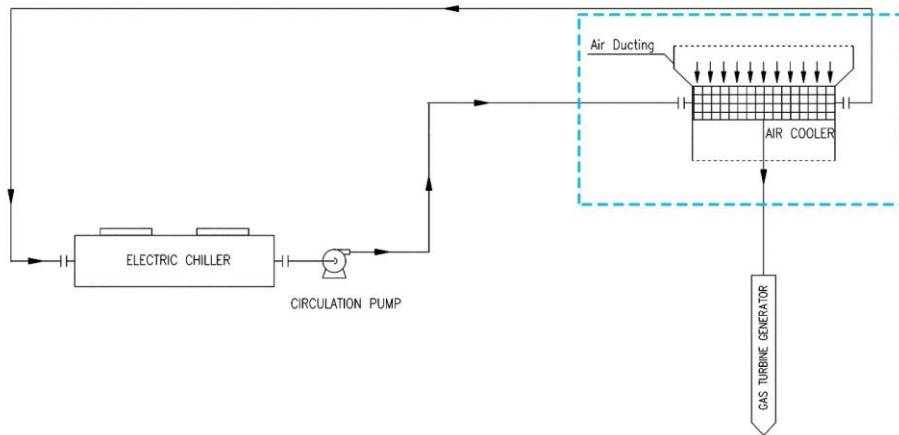 Air Ducting
AIR COOLER
ELECTRIC CHILLER
CIRCULATION PUMP
GAS TURBINE GENERATOR